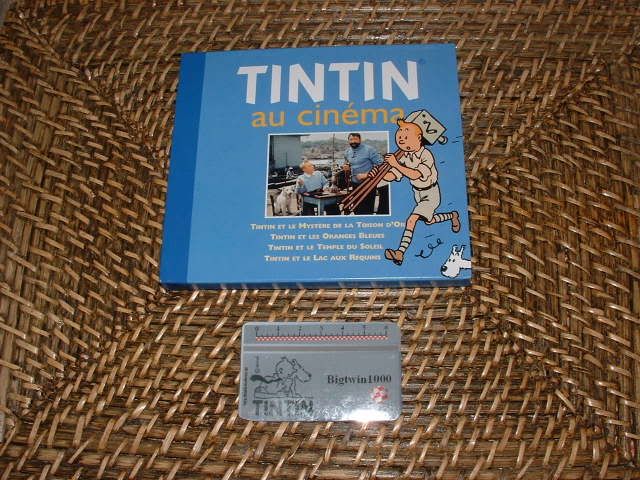 TINTIN
au cinéma
TINTIN ET LE MYSTÈRE DE LA TOISON D'OR
TINTIN ET LES ORANGES BLEUES
TINTIN ET LE TEMPLE DU SOLEIL
TINTIN ET LE LAC AUX REQUINS
Bigtwin1000
TINTIN